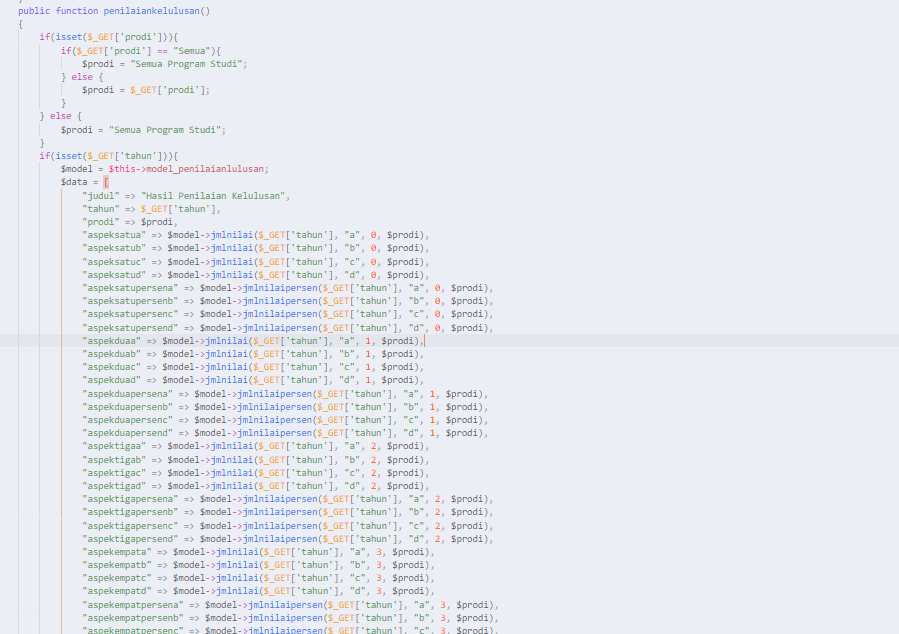 public function penilaiankelulusan()
{
if(isset($_GET['prodi'])){
if($_GET['prodi'] == "Semua"){
$prodi = "Semua Program Studi";
} else {
$prodi = $_GET['prodi'];
}
} else {
$prodi = "Semua Program Studi";
}
if(isset($_GET['tahun'])){
$model = $this->model_penilaianlulusan;
$data = [
"judul" => "Hasil Penilaian Kelulusan",
"tahun" => $_GET['tahun'],
"prodi" => $prodi,
"aspeksatua" => $model->jmlnilai($_GET['tahun'], "a", 0, $prodi),
"aspeksatub" => $model->jmlnilai($_GET['tahun'], "b", 0, $prodi),
"aspeksatuc" => $model->jmlnilai($_GET['tahun'], "c", 0, $prodi),
"aspeksatud" => $model->jmlnilai($_GET['tahun'], "d", 0, $prodi),
"aspeksatupersena" => $model->jmlnilaipersen($_GET['tahun'], "a", 0, $prodi),
"aspeksatupersenb" => $model->jmlnilaipersen($_GET['tahun'], "b", 0, $prodi),
"aspeksatupersenc" => $model->jmlnilaipersen($_GET['tahun'], "c", 0, $prodi),
"aspeksatupersend" => $model->jmlnilaipersen($_GET['tahun'], "d", 0, $prodi),
"aspekduaa" => $model->jmlnilai($_GET['tahun'], "a", 1, $prodi),
"aspekduab" => $model->jmlnilai($_GET['tahun'], "b", 1, $prodi),
"aspekduac" => $model->jmlnilai($_GET['tahun'], "c", 1, $prodi),
"aspekduad" => $model->jmlnilai($_GET['tahun'], "d", 1, $prodi),
"aspekduapersena" => $model->jmlnilaipersen($_GET['tahun'], "a", 1, $prodi),
"aspekduapersenb" => $model->jmlnilaipersen($_GET['tahun'], "b", 1, $prodi),
"aspekduapersenc" => $model->jmlnilaipersen($_GET['tahun'], "c", 1, $prodi),
"aspekduapersend" => $model->jmlnilaipersen($_GET['tahun'], "d", 1, $prodi),
"aspektigaa" => $model->jmlnilai($_GET['tahun'], "a", 2, $prodi),
"aspektigab" => $model->jmlnilai($_GET['tahun'], "b", 2, $prodi),
"aspektigac" => $model->jmlnilai($_GET['tahun'], "c", 2, $prodi),
"aspektigad" => $model->jmlnilai($_GET['tahun'], "d", 2, $prodi),
"aspektigapersena" => $model->jmlnilaipersen($_GET['tahun'], "a", 2, $prodi),
"aspektigapersenb" => $model->jmlnilaipersen($_GET['tahun'], "b", 2, $prodi),
"aspektigapersenc" => $model->jmlnilaipersen($_GET['tahun'], "c", 2, $prodi),
"aspektigapersend" => $model->jmlnilaipersen($_GET['tahun'], "d", 2, $prodi),
"aspekempata" => $model->jmlnilai($_GET['tahun'], "a", 3, $prodi),
"aspekempatb" => $model->jmlnilai($_GET['tahun'], "b", 3, $prodi),
"aspekempatc" => $model->jmlnilai($_GET['tahun'], "c", 3, $prodi),
"aspekempatd" => $model->jmlnilai($_GET['tahun'], "d", 3, $prodi),
"aspekempatpersena" => $model->jmlnilaipersen($_GET['tahun'], "a", 3, $prodi),
"aspekempatpersenb" => $model->jmlnilaipersen($_GET['tahun'], "b", 3, $prodi),
"aspekempatpersenc" => $model->jmlnilaipersen($_GET['tahun'], "c", 3, $prodi),